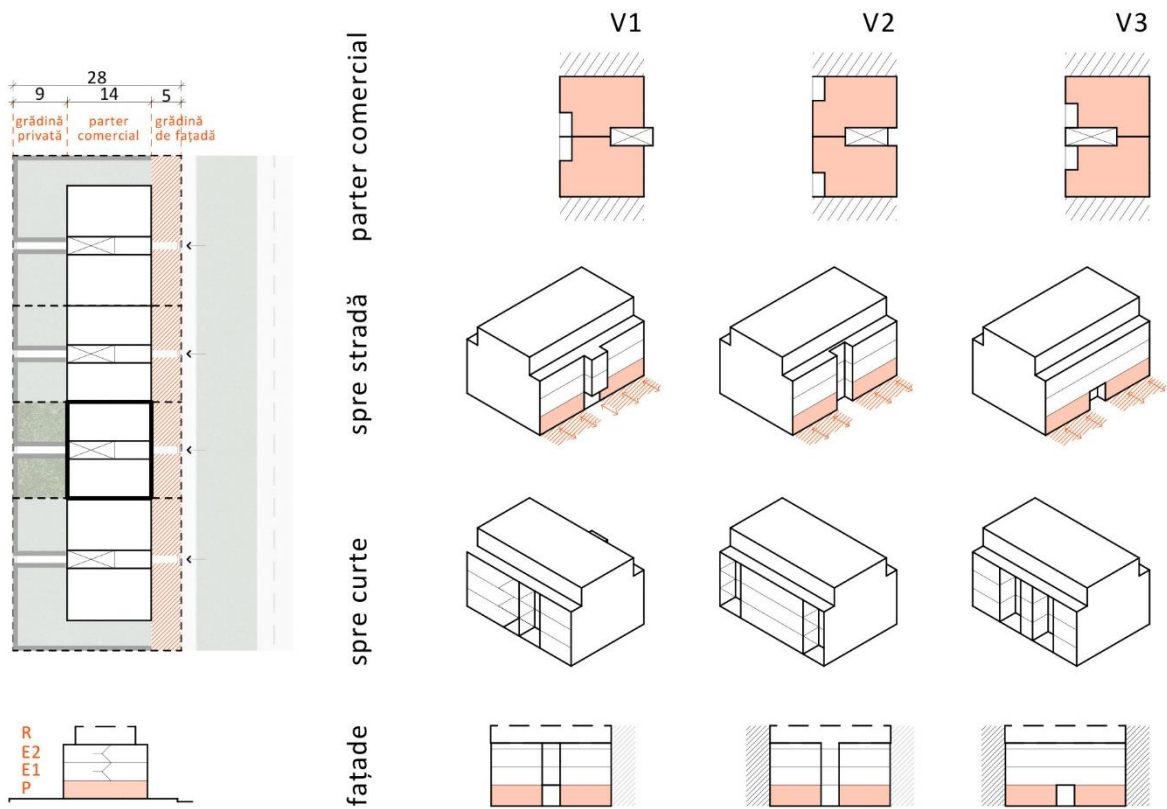 V1
V2
V3
28
9
14
5
grădină
privată
parter
comercial
grădină
de fațadă
parter comercial
spre stradă
spre curte
fațade
R
E2
E1
P